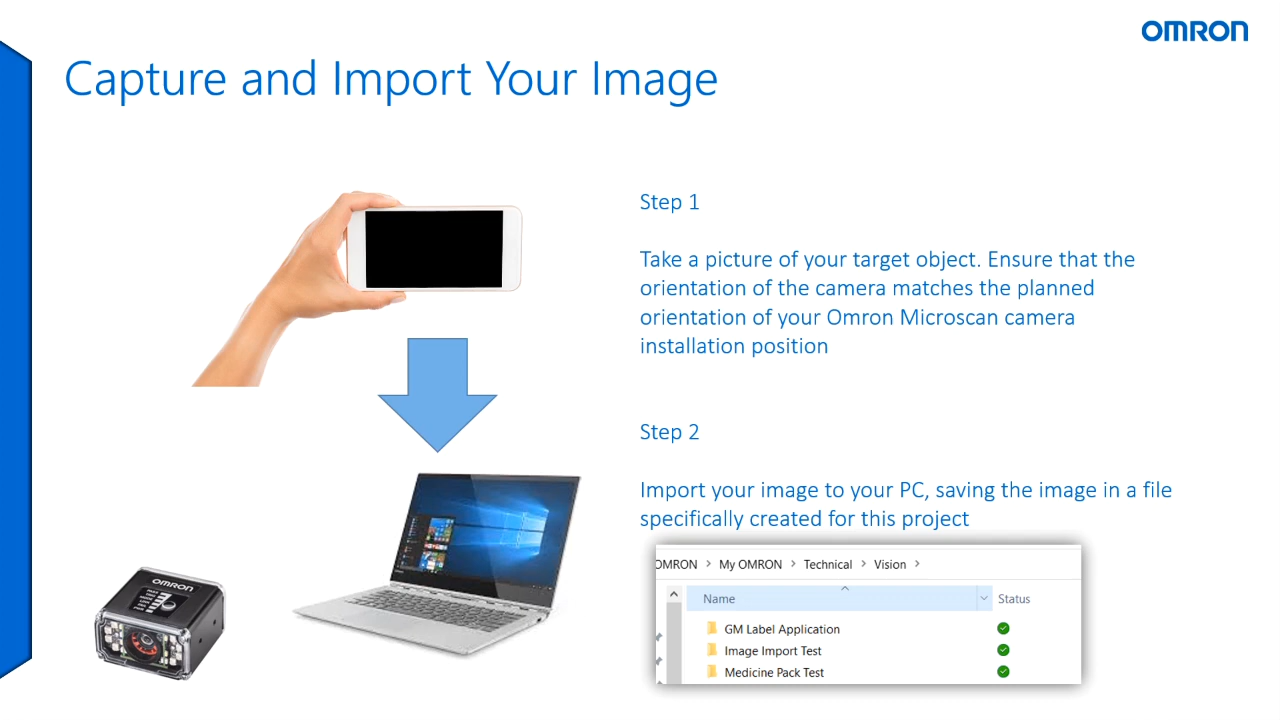 OMRON
Capture and Import Your Image
Step 1
Take a picture of your target object. Ensure that the
orientation of the camera matches the planned
orientation of your Omron Microscan camera
installation position
Step 2
Import your image to your PC, saving the image in a file
specifically created for this project
OMRON > My OMRON > Technical > Vision >
Name Status
GM Label Application
Image Import Test
Medicine Pack Test
OMRON